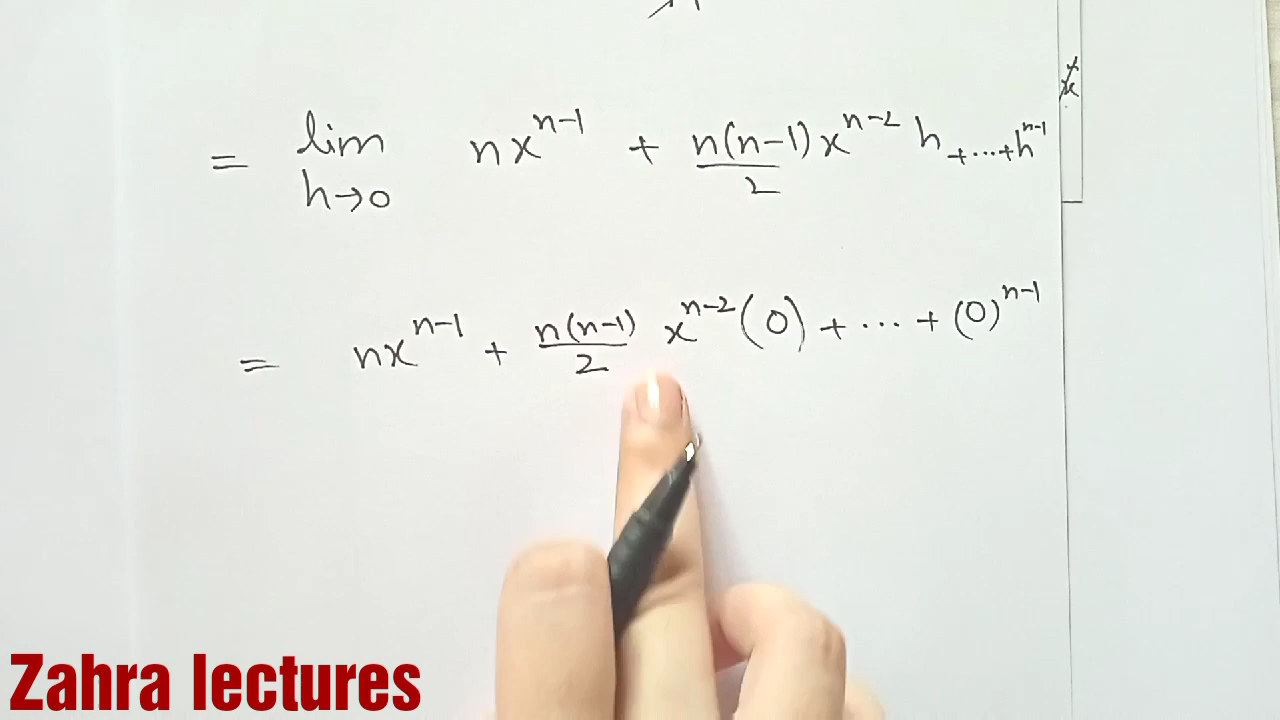 = lim h→0 nx^{n-1} + n(n-1)/2 x^{n-2} h + ... + h^{n-1}
= nx^{n-1} + n(n-1)/2 x^{n-2} (0) + ... + (0)^{n-1}
Zahra lectures